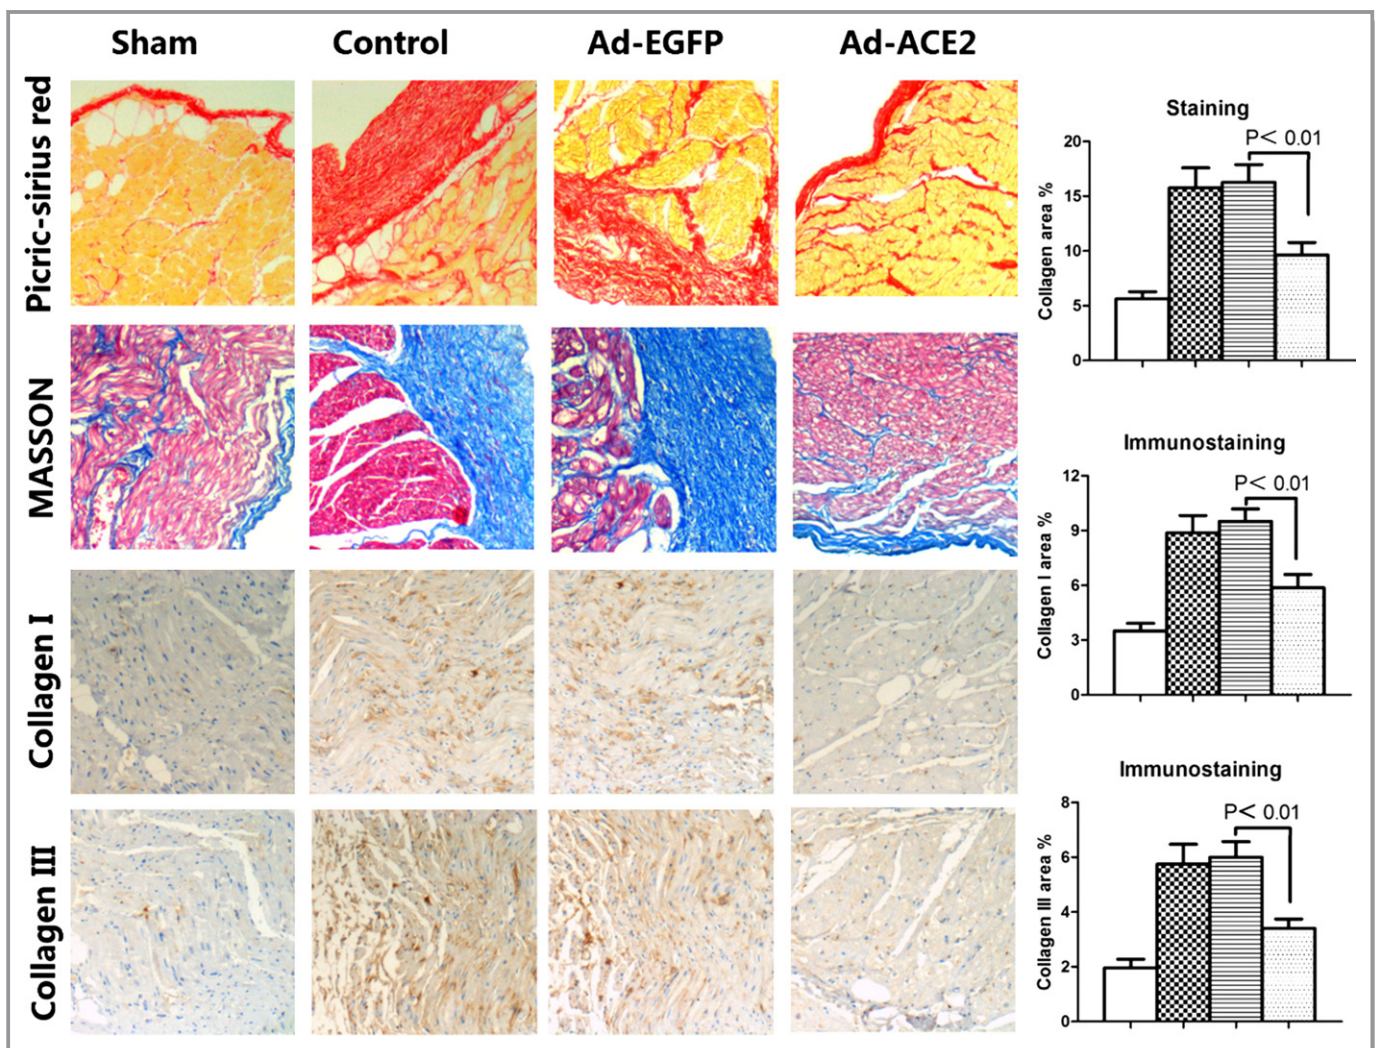 Sham Control Ad-EGFP Ad-ACE2
Picric-sirius red
MASSON
Collagen I
Collagen III
Staining
P< 0.01
Collagen area %
20
15
10
5
0
Immunostaining
P< 0.01
Collagen I area %
12
9
6
3
0
Immunostaining
P< 0.01
Collagen III area %
8
6
4
2
0